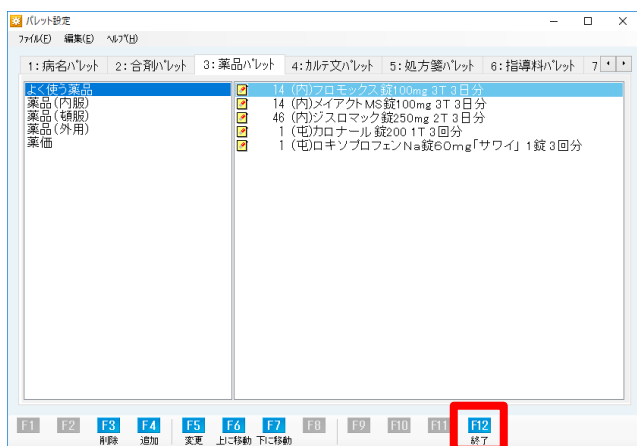 パレット設定
ファイル(F) 編集(E) ヘルプ(H)
1:病名パレット 2:合剤パレット 3:薬品パレット 4:カルテ文パレット 5:処方箋パレット 6:指導料パレット 7
よく使う薬品
薬品(内服)
薬品(頓服)
薬品(外用)
薬価
14 (内)フロモックス錠100mg 3T 3日分
14 (内)メイアクトMS錠100mg 3T 3日分
46 (内)ジスロマック錠250mg 2T 3日分
1 (屯)カロナール錠200 1T 3回分
1 (屯)ロキソプロフェンNa錠60mg「サワイ」 1錠 3回分
F1 F2 F3 F4 F5 F6 F7 F8 F9 F10 F11 F12
削除 追加 変更 上に移動 下に移動 終了